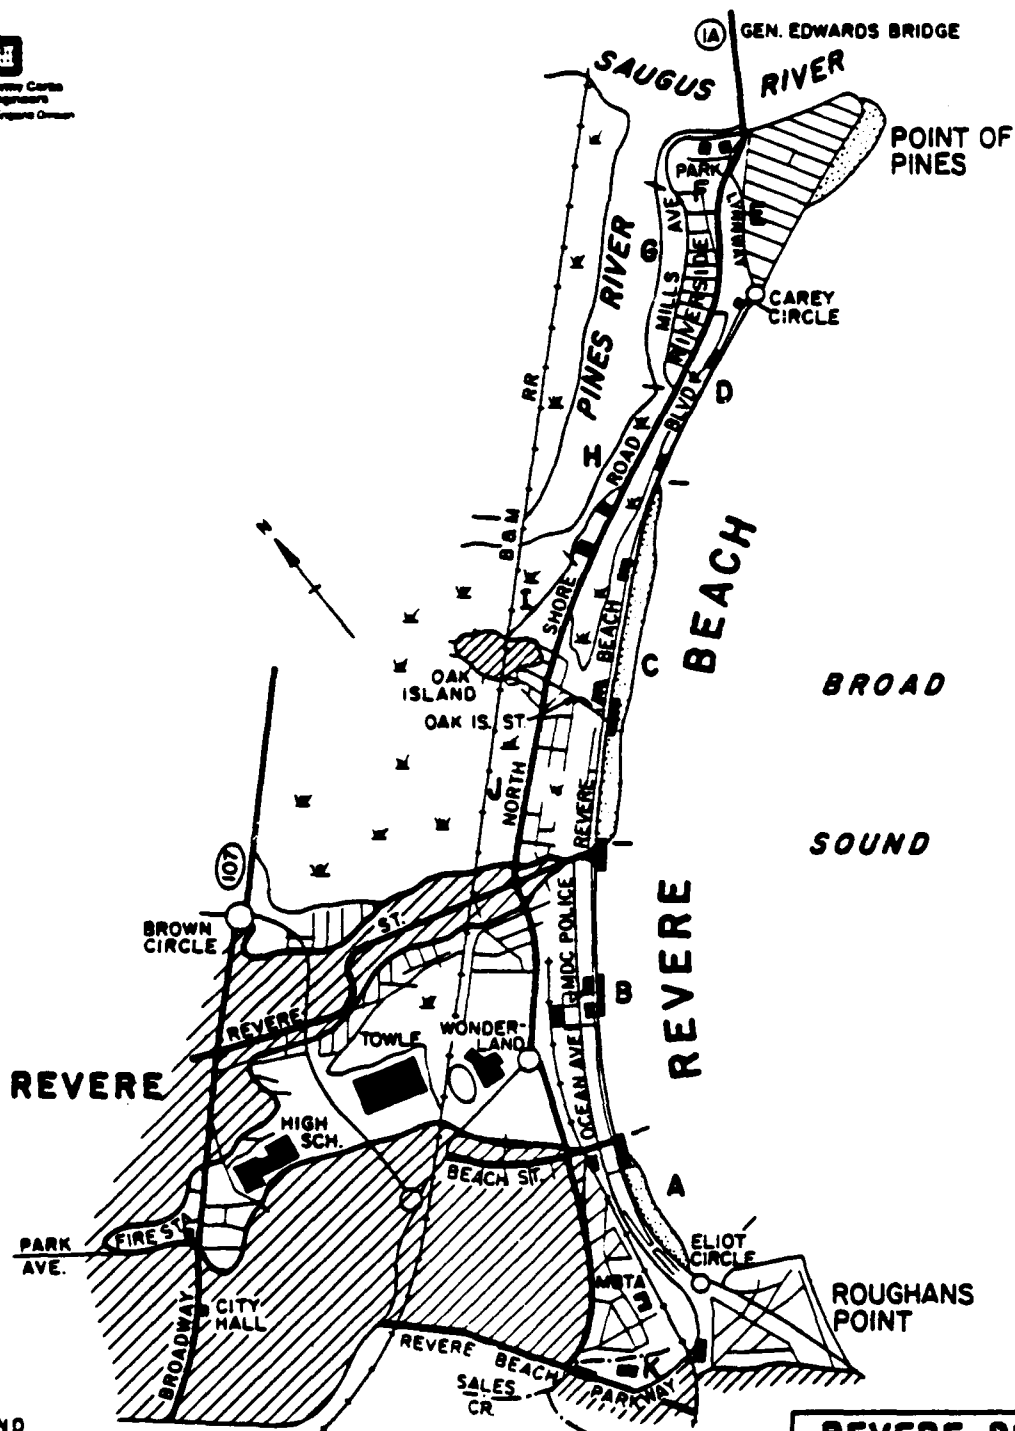 1A
GEN. EDWARDS BRIDGE
SAUGUS RIVER
POINT OF
PINES
PARK
MILLS AVE
RIVERSIDE
LYNNWAY
G
PINES RIVER
CAREY
CIRCLE
D
BLVD
RR
H
ROAD
B & M
N
BEACH
I
SHORE
BEACH
C
OAK
ISLAND
BROAD
OAK IS. ST.
J
NORTH
REVERE
SOUND
107
BROWN
CIRCLE
ST.
MDC POLICE
B
REVERE
REVERE
TOWLE
WONDER-
LAND
REVERE
OCEAN AVE
HIGH
SCH.
BEACH ST.
A
FIRE STA
PARK
AVE.
ELIOT
CIRCLE
MBTA
ROUGHANS
POINT
CITY
HALL
BROADWAY
REVERE BEACH
PARKWAY
K
SALES
CR.